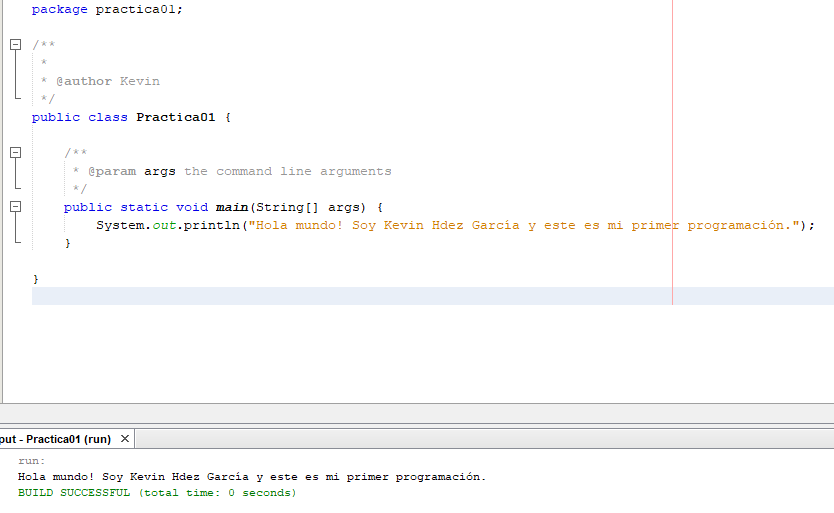 package practica01;
/**
*
* @author Kevin
*/
public class Practica01 {
/**
* @param args the command line arguments
*/
public static void main(String[] args) {
System.out.println("Hola mundo! Soy Kevin Hdez García y este es mi primer programación.");
}
}
put - Practica01 (run) ×
run:
Hola mundo! Soy Kevin Hdez García y este es mi primer programación.
BUILD SUCCESSFUL (total time: 0 seconds)